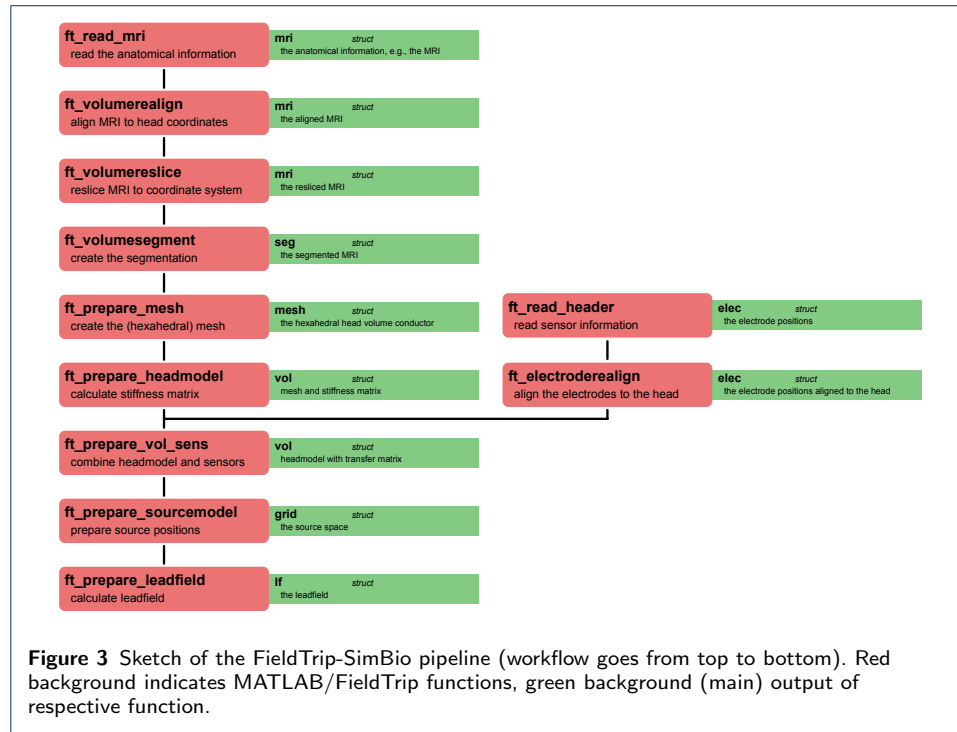 ft_read_mri
read the anatomical information
mri struct
the anatomical information, e.g., the MRI
ft_volumerealign
align MRI to head coordinates
mri struct
the aligned MRI
ft_volumereslice
reslice MRI to coordinate system
mri struct
the resliced MRI
ft_volumesegment
create the segmentation
seg struct
the segmented MRI
ft_prepare_mesh
create the (hexahedral) mesh
mesh struct
the hexahedral head volume conductor
ft_read_header
read sensor information
elec struct
the electrode positions
ft_prepare_headmodel
calculate stiffness matrix
vol struct
mesh and stiffness matrix
ft_electroderealign
align the electrodes to the head
elec struct
the electrode positions aligned to the head
ft_prepare_vol_sens
combine headmodel and sensors
vol struct
headmodel with transfer matrix
ft_prepare_sourcemodel
prepare source positions
grid struct
the source space
ft_prepare_leadfield
calculate leadfield
lf struct
the leadfield
Figure 3 Sketch of the FieldTrip-SimBio pipeline (workflow goes from top to bottom). Red
background indicates MATLAB/FieldTrip functions, green background (main) output of
respective function.